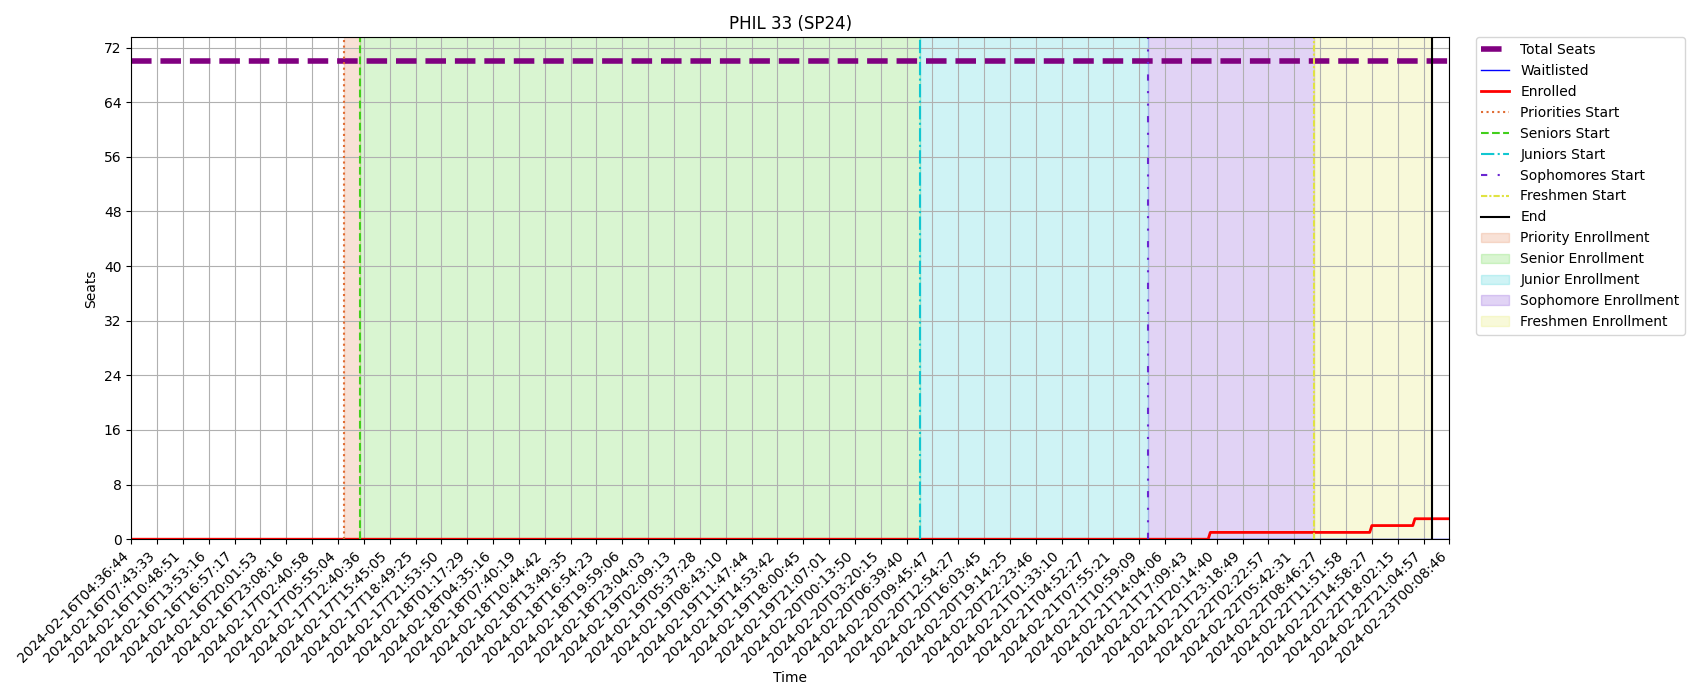 PHIL 33 (SP24)
72
64
56
48
40
32
24
16
8
0
Seats
2024-02-16T04:36:44
2024-02-16T07:43:33
2024-02-16T10:48:51
2024-02-16T13:53:16
2024-02-16T16:57:17
2024-02-16T20:01:53
2024-02-16T23:08:16
2024-02-17T02:40:58
2024-02-17T05:55:04
2024-02-17T12:40:36
2024-02-17T15:45:05
2024-02-17T18:49:25
2024-02-17T21:53:50
2024-02-18T01:17:29
2024-02-18T04:35:16
2024-02-18T07:40:19
2024-02-18T10:44:42
2024-02-18T13:49:35
2024-02-18T16:54:23
2024-02-18T19:59:06
2024-02-18T23:04:03
2024-02-19T02:09:13
2024-02-19T05:37:28
2024-02-19T08:43:10
2024-02-19T11:47:44
2024-02-19T14:53:42
2024-02-19T18:00:45
2024-02-19T21:07:01
2024-02-20T00:13:50
2024-02-20T03:20:15
2024-02-20T06:39:40
2024-02-20T09:45:47
2024-02-20T12:54:27
2024-02-20T16:03:45
2024-02-20T19:14:25
2024-02-20T22:23:46
2024-02-21T01:33:10
2024-02-21T04:52:27
2024-02-21T07:55:21
2024-02-21T10:59:09
2024-02-21T14:04:06
2024-02-21T17:09:43
2024-02-21T20:14:40
2024-02-21T23:18:49
2024-02-22T02:22:57
2024-02-22T05:42:31
2024-02-22T08:46:27
2024-02-22T11:51:58
2024-02-22T14:58:27
2024-02-22T18:02:15
2024-02-22T21:04:57
2024-02-23T00:08:46
Time
Total Seats
Waitlisted
Enrolled
Priorities Start
Seniors Start
Juniors Start
Sophomores Start
Freshmen Start
End
Priority Enrollment
Senior Enrollment
Junior Enrollment
Sophomore Enrollment
Freshmen Enrollment